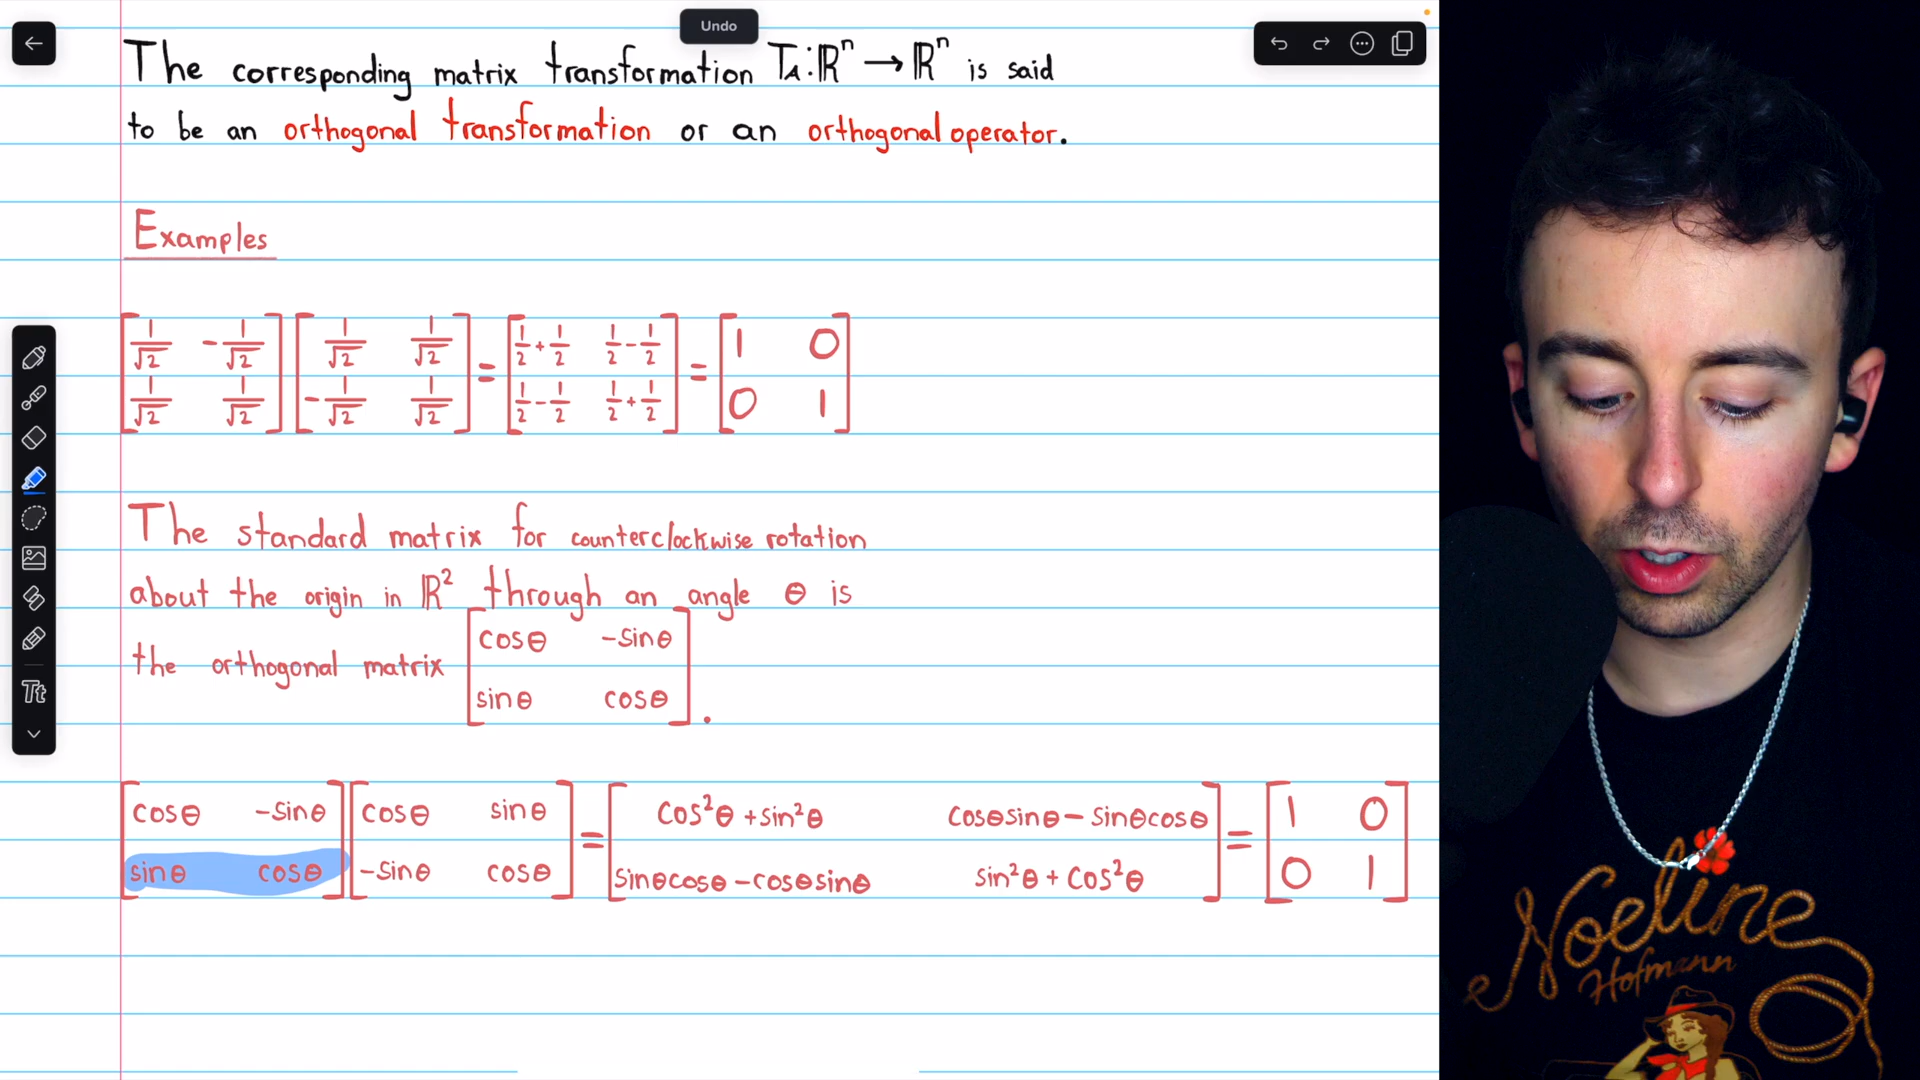 Undo
The corresponding matrix transformation T_A: ℝⁿ → ℝⁿ is said
to be an orthogonal transformation or an orthogonal operator.
Examples
[1/√2 -1/√2; 1/√2 1/√2] [1/√2 1/√2; -1/√2 1/√2] = [1/2+1/2 1/2-1/2; 1/2-1/2 1/2+1/2] = [1 0; 0 1]
The standard matrix for counterclockwise rotation
about the origin in ℝ² through an angle θ is
the orthogonal matrix [cosθ -sinθ; sinθ cosθ].
[cosθ -sinθ; sinθ cosθ] [cosθ sinθ; -sinθ cosθ] = [cos²θ+sin²θ cosθsinθ-sinθcosθ; sinθcosθ-cosθsinθ sin²θ+cos²θ] = [1 0; 0 1]
Tt
Noeline
Hofmann